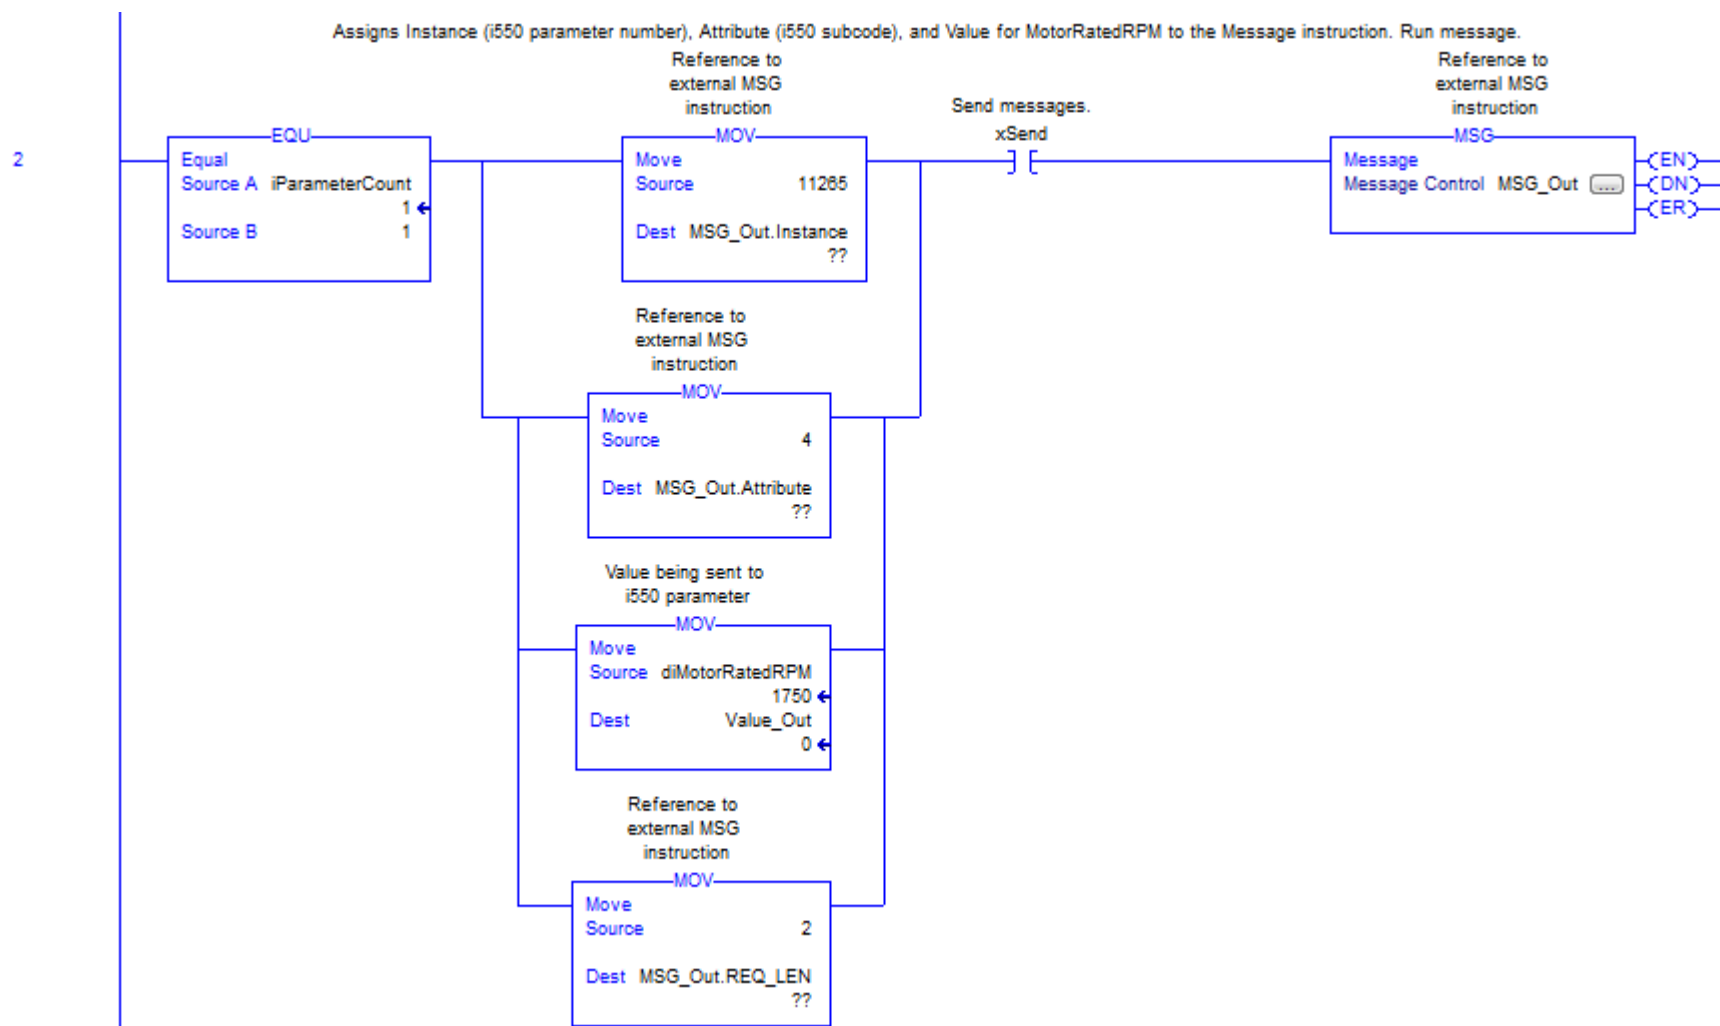 Assigns Instance (i550 parameter number), Attribute (i550 subcode), and Value for MotorRatedRPM to the Message instruction. Run message.
2
EQU
Equal
Source A iParameterCount
1
Source B 1
Reference to
external MSG
instruction
MOV
Move
Source 11265
Dest MSG_Out.Instance
??
Send messages.
xSend
Reference to
external MSG
instruction
MSG
Message
Message Control MSG_Out ...
EN
DN
ER
Reference to
external MSG
instruction
MOV
Move
Source 4
Dest MSG_Out.Attribute
??
Value being sent to
i550 parameter
MOV
Move
Source diMotorRatedRPM
1750
Dest Value_Out
0
Reference to
external MSG
instruction
MOV
Move
Source 2
Dest MSG_Out.REQ_LEN
??